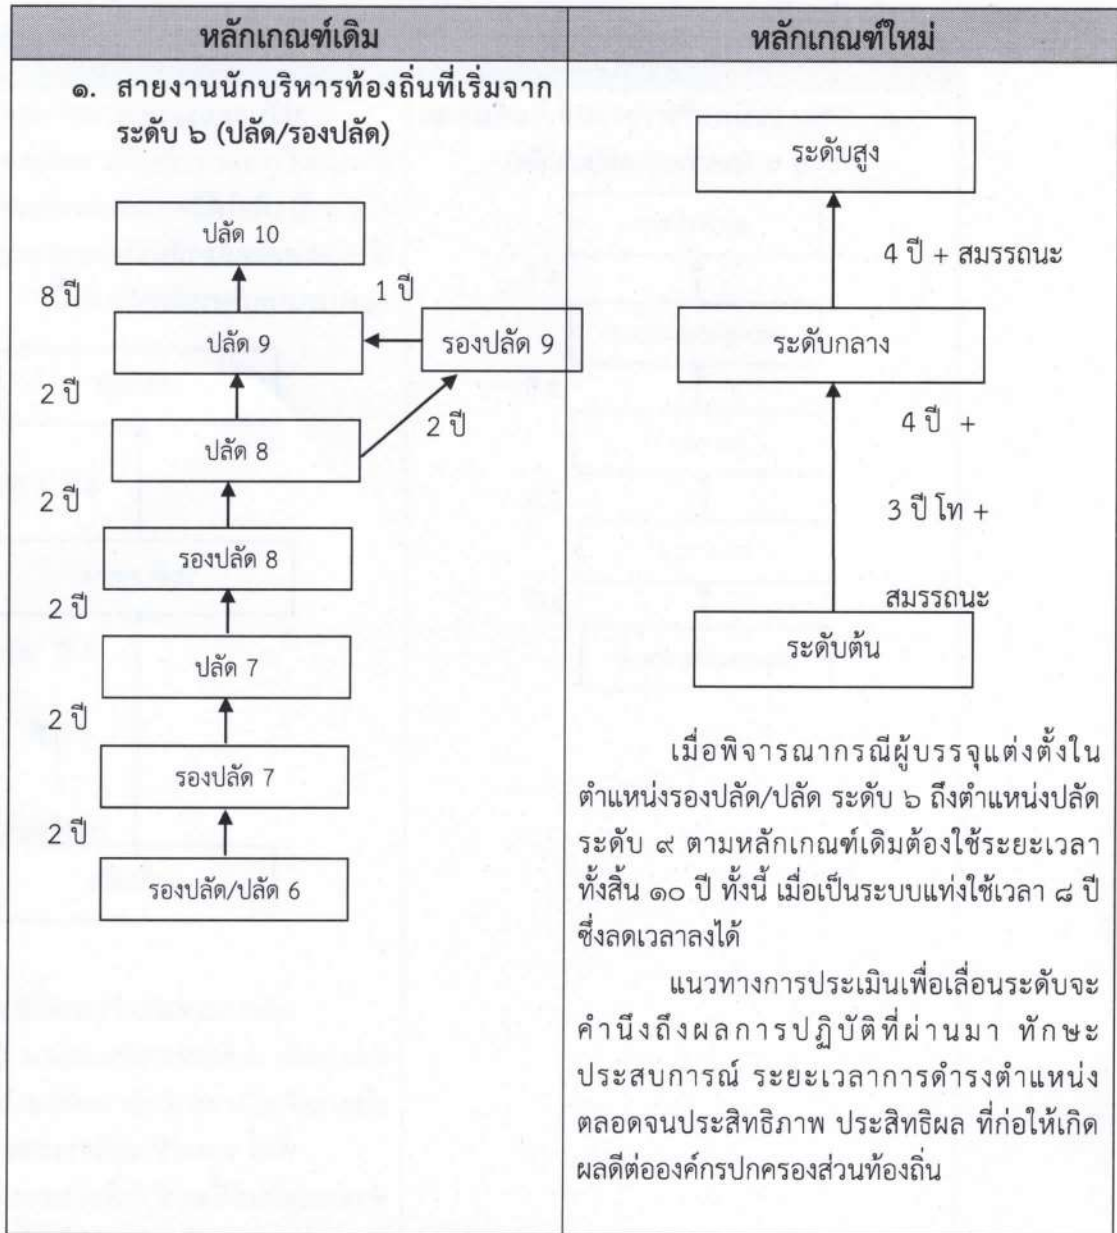 หลักเกณฑ์เดิม
หลักเกณฑ์ใหม่
๑. สายงานนักบริหารท้องถิ่นที่เริ่มจาก
ระดับ ๖ (ปลัด/รองปลัด)
ปลัด 10
8 ปี
1 ปี
ปลัด 9
รองปลัด 9
2 ปี
2 ปี
ปลัด 8
2 ปี
รองปลัด 8
2 ปี
ปลัด 7
2 ปี
รองปลัด 7
2 ปี
รองปลัด/ปลัด 6
ระดับสูง
4 ปี + สมรรถนะ
ระดับกลาง
4 ปี +
3 ปี โท +
สมรรถนะ
ระดับต้น
เมื่อพิจารณากรณีผู้บรรจุแต่งตั้งใน
ตำแหน่งรองปลัด/ปลัด ระดับ ๖ ถึงตำแหน่งปลัด
ระดับ ๙ ตามหลักเกณฑ์เดิมต้องใช้ระยะเวลา
ทั้งสิ้น ๑๐ ปี ทั้งนี้ เมื่อเป็นระบบแท่งใช้เวลา ๘ ปี
ซึ่งลดเวลาลงได้
แนวทางการประเมินเพื่อเลื่อนระดับจะ
คำนึงถึงผลการปฏิบัติที่ผ่านมา ทักษะ
ประสบการณ์ ระยะเวลาการดำรงตำแหน่ง
ตลอดจนประสิทธิภาพ ประสิทธิผล ที่ก่อให้เกิด
ผลดีต่อองค์กรปกครองส่วนท้องถิ่น